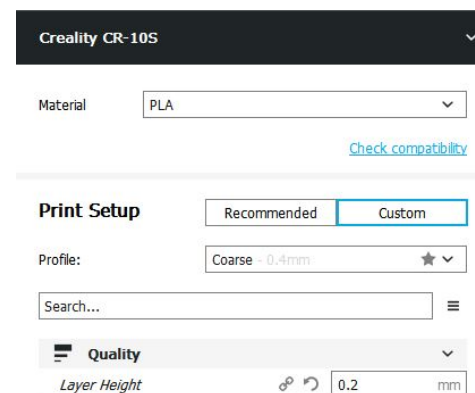 Creality CR-10S
Material PLA
Check compatibility
Print Setup Recommended Custom
Profile: Coarse - 0.4mm
Search...
Quality
Layer Height 0.2 mm